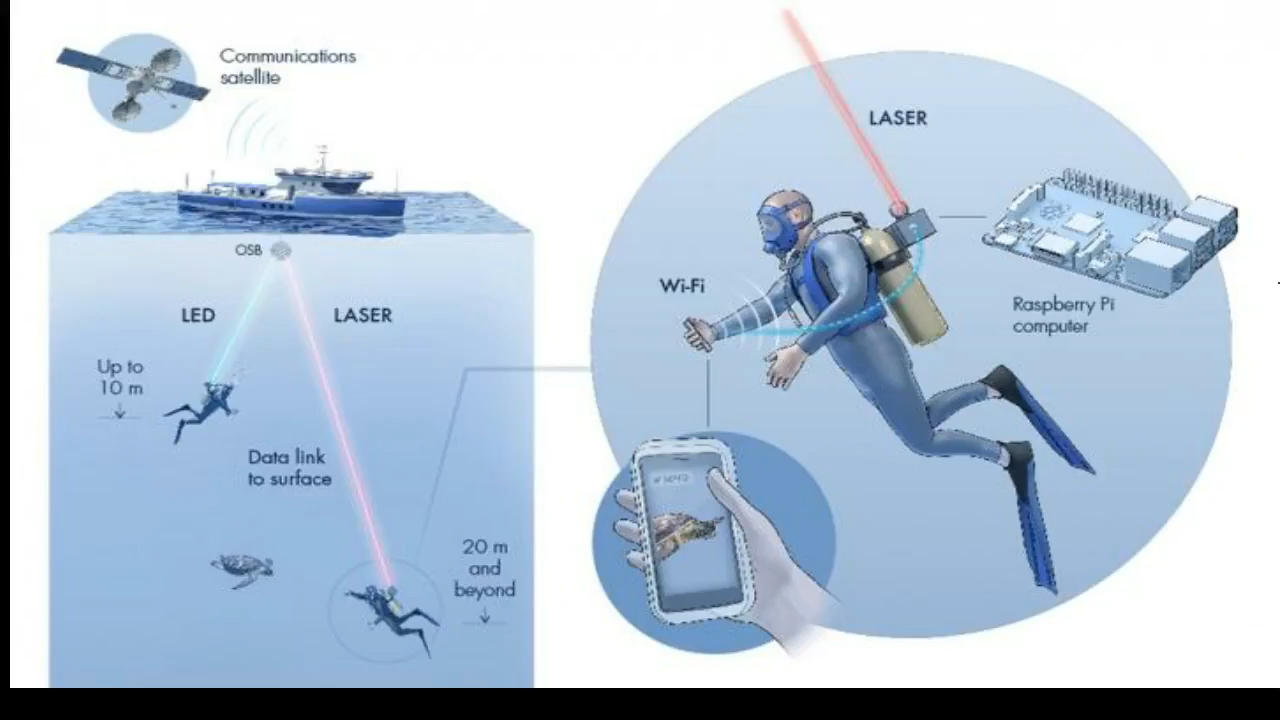 Communications
satellite
OSB
LED
LASER
Up to
10 m
Data link
to surface
20 m
and
beyond
LASER
Wi-Fi
Raspberry Pi
computer